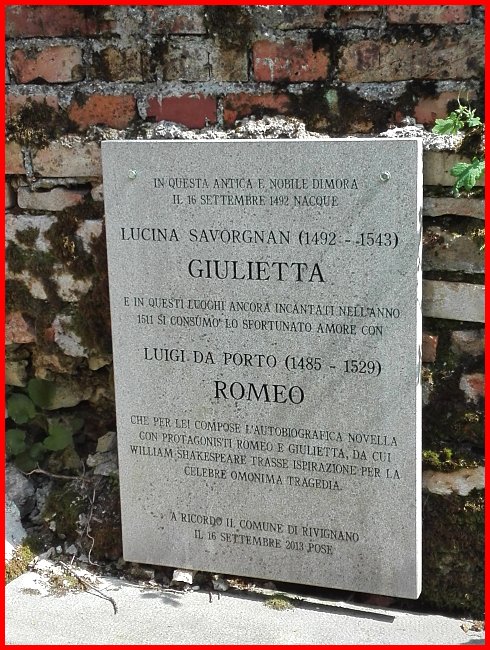 IN QUESTA ANTICA E NOBILE DIMORA
IL 16 SETTEMBRE 1492 NACQUE
LUCINA SAVORGNAN (1492 - 1543)
GIULIETTA
E IN QUESTI LUOGHI ANCORA INCANTATI NELL'ANNO
1511 SI CONSUMO' LO SFORTUNATO AMORE CON
LUIGI DA PORTO (1485 - 1529)
ROMEO
CHE PER LEI COMPOSE L'AUTOBIOGRAFICA NOVELLA
CON PROTAGONISTI ROMEO E GIULIETTA, DA CUI
WILLIAM SHAKESPEARE TRASSE ISPIRAZIONE PER LA
CELEBRE OMONIMA TRAGEDIA.
A RICORDO IL COMUNE DI RIVIGNANO
IL 16 SETTEMBRE 2013 POSE